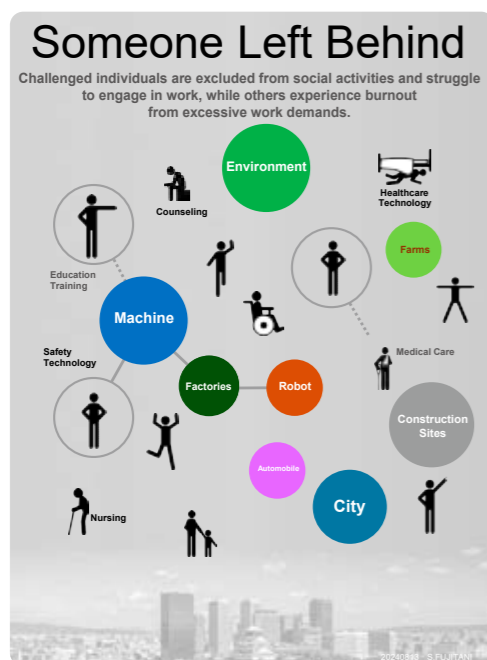 Someone Left Behind
Challenged individuals are excluded from social activities and struggle
to engage in work, while others experience burnout
from excessive work demands.
Environment
Healthcare
Technology
Counseling
Farms
Education
Training
Machine
Safety
Technology
Medical Care
Factories
Robot
Construction
Sites
Automobile
City
Nursing
20240813 S.FUJITANI